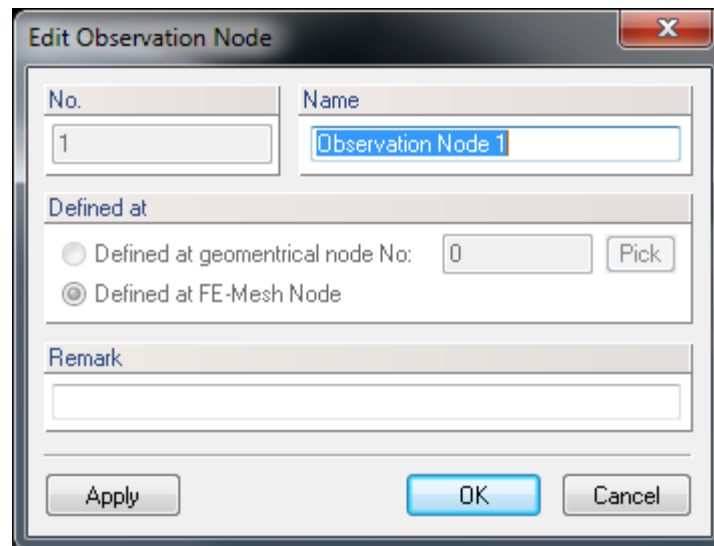 Edit Observation Node
No. Name
1 Observation Node 1
Defined at
Defined at geomentrical node No: 0 Pick
Defined at FE-Mesh Node
Remark
Apply OK Cancel